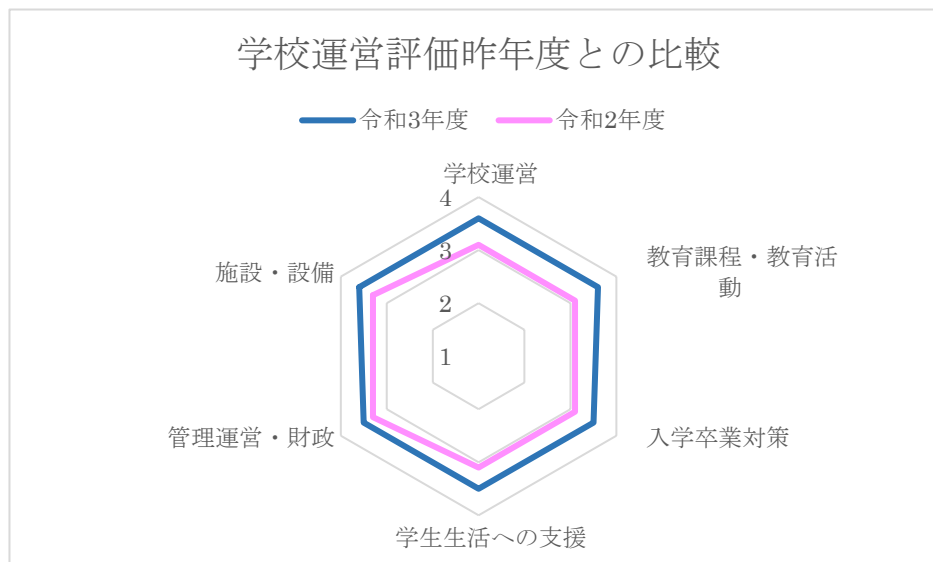 学校運営評価昨年度との比較
令和3年度 令和2年度
学校運営
4
3
2
1
教育課程・教育活
動
入学卒業対策
学生生活への支援
管理運営・財政
施設・設備